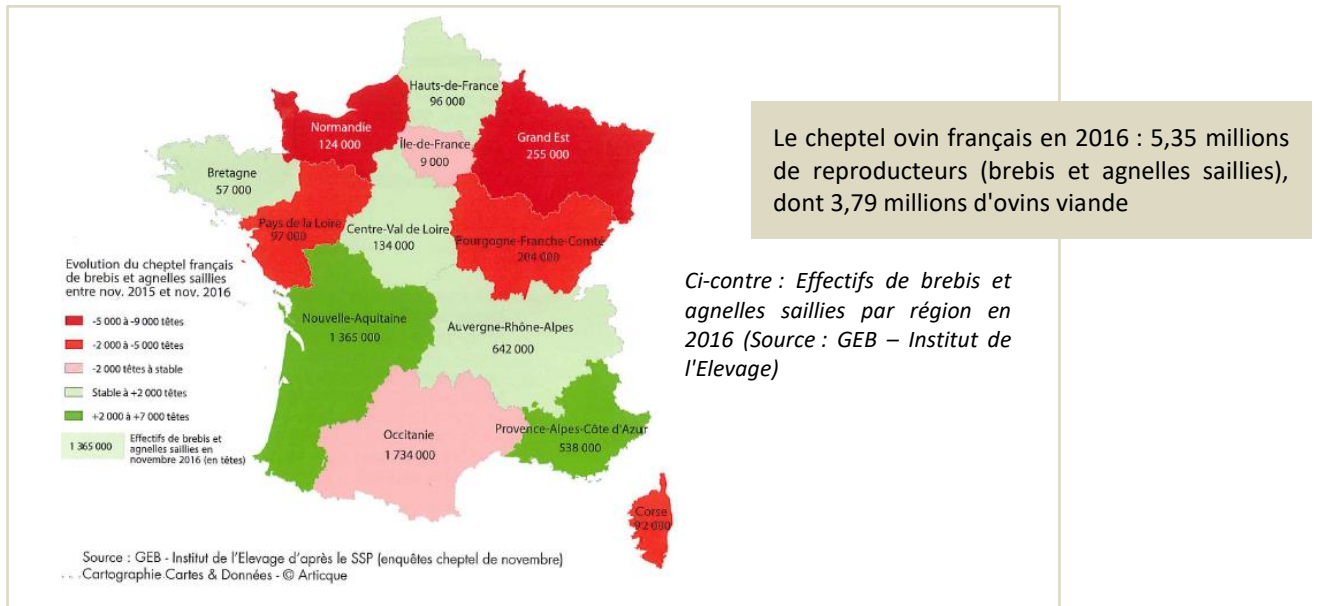 Hauts-de-France
96 000
Normandie
124 000
Île-de-France
9 000
Grand Est
255 000
Bretagne
57 000
Pays de la Loire
97 000
Centre-Val de Loire
134 000
Bourgogne-Franche-Comté
204 000
Nouvelle-Aquitaine
1 365 000
Auvergne-Rhône-Alpes
642 000
Occitanie
1 734 000
Provence-Alpes-Côte d'Azur
538 000
Corse
92 000
Evolution du cheptel français
de brebis et agnelles saillies
entre nov. 2015 et nov. 2016
-5 000 à -9 000 têtes
-2 000 à -5 000 têtes
-2 000 têtes à stable
Stable à +2 000 têtes
+2 000 à +7 000 têtes
1 365 000
Effectifs de brebis et
agnelles saillies en
novembre 2016 (en têtes)
Source : GEB - Institut de l'Elevage d'après le SSP (enquêtes cheptel de novembre)
Cartographie Cartes & Données - © Articque
Le cheptel ovin français en 2016 : 5,35 millions
de reproducteurs (brebis et agnelles saillies),
dont 3,79 millions d'ovins viande
Ci-contre : Effectifs de brebis et
agnelles saillies par région en
2016 (Source : GEB – Institut de
l'Elevage)